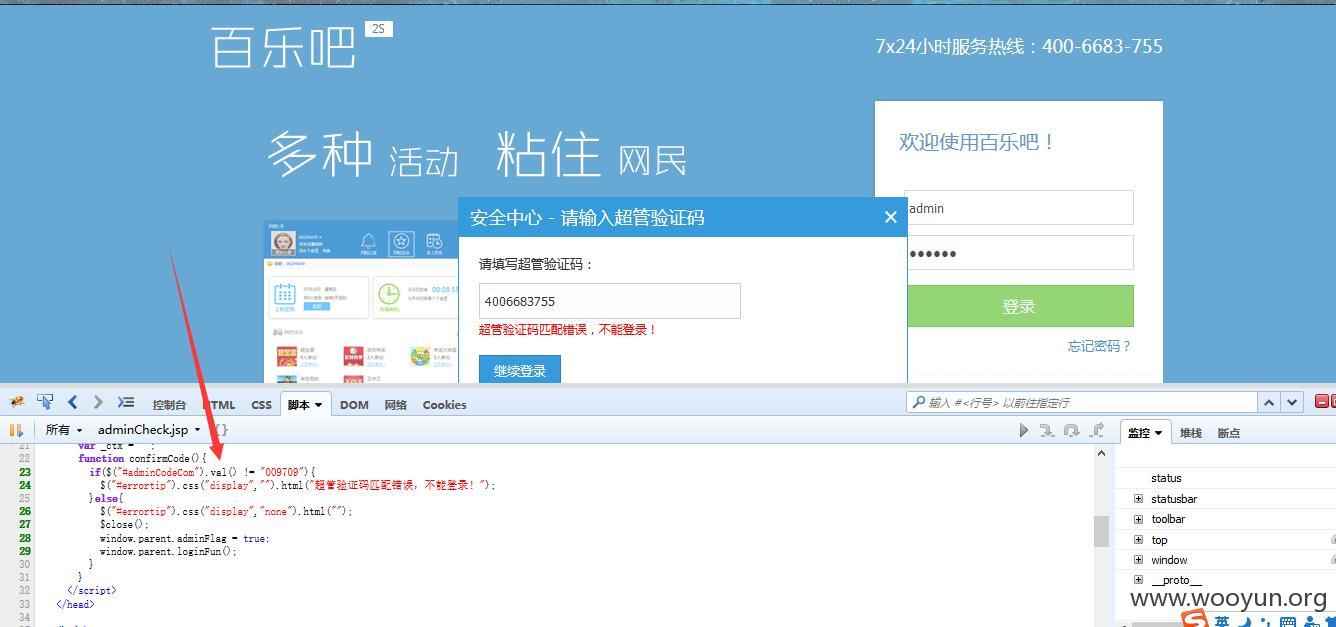 百乐吧 2S
7x24小时服务热线：400-6683-755
多种 活动 粘住 网民
欢迎使用百乐吧！
admin
••••••
登录
忘记密码？
安全中心 - 请输入超管验证码 ×
请填写超管验证码：
4006683755
超管验证码匹配错误，不能登录！
继续登录
控制台 HTML CSS 脚本 DOM 网络 Cookies
输入 #<行号> 以前往指定行
所有 adminCheck.jsp
监控 堆栈 断点
21 var _ctx = '';
22 function confirmCode(){
23 if($("#adminCodeCom").val() != "009709"){
24 $("#errortip").css("display","").html("超管验证码匹配错误，不能登录！");
25 }else{
26 $("#errortip").css("display","none").html("");
27 $close();
28 window.parent.adminFlag = true;
29 window.parent.loginFun();
30 }
31 }
32 </script>
33 </head>
34
status
statusbar
toolbar
top
window
__proto__
www.wooyun.org
英